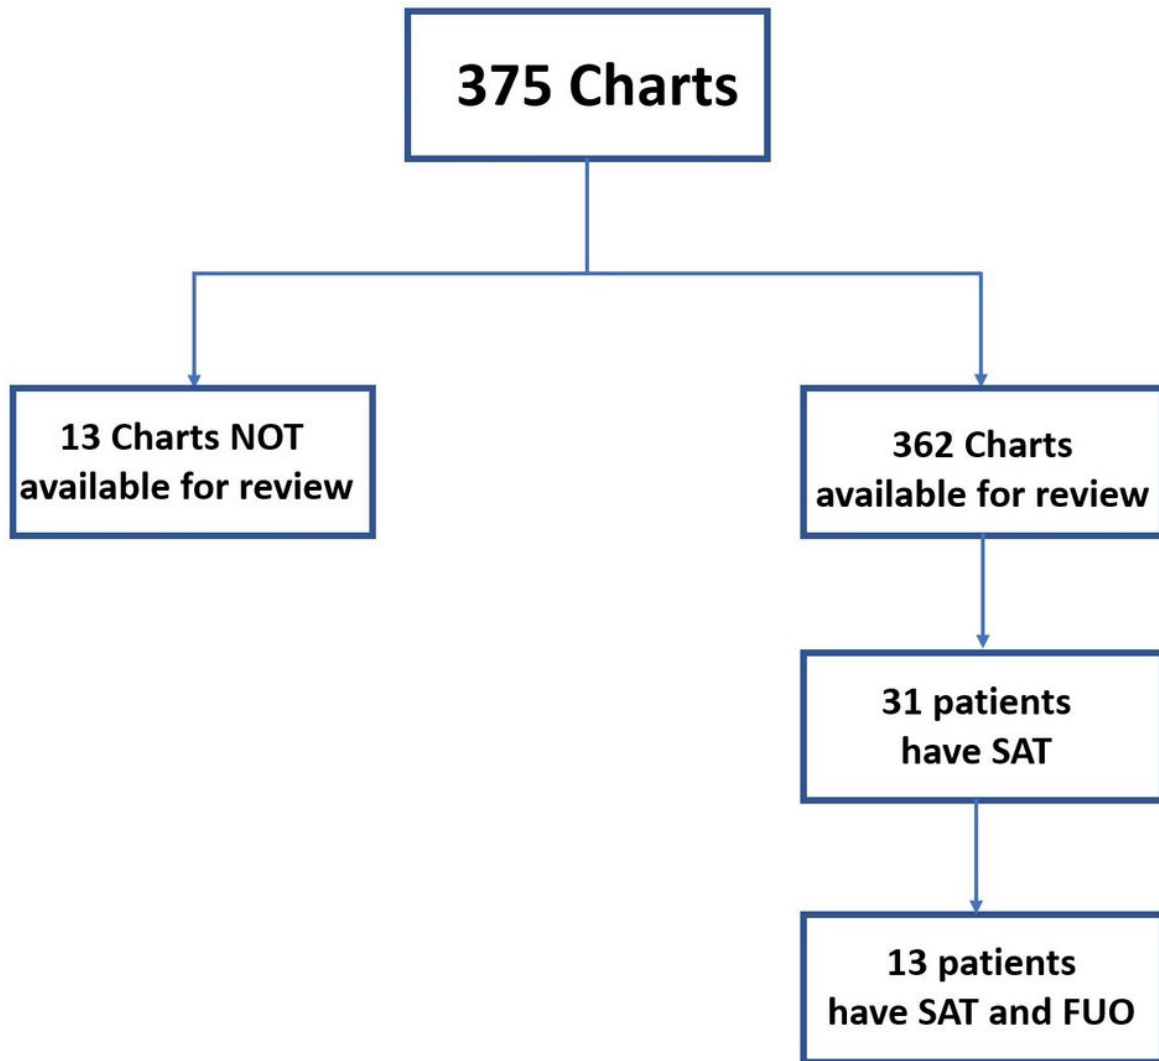 375 Charts
13 Charts NOT
available for review
362 Charts
available for review
31 patients
have SAT
13 patients
have SAT and FUO